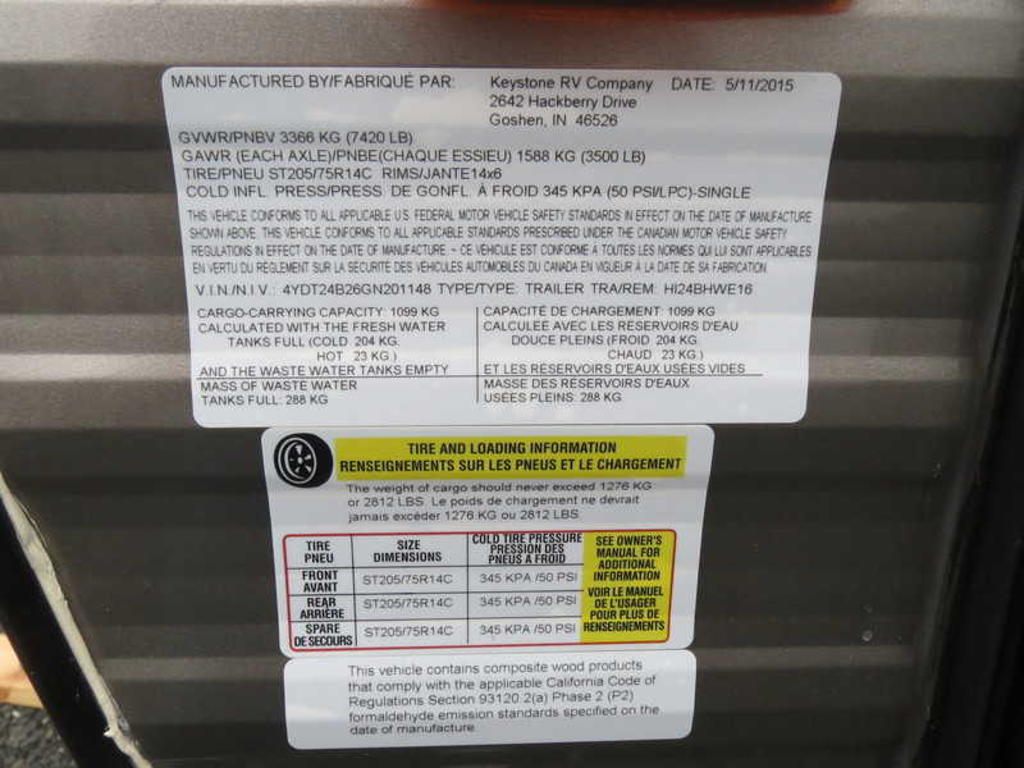 MANUFACTURED BY/FABRIQUÉ PAR: Keystone RV Company DATE: 5/11/2015
2642 Hackberry Drive
Goshen, IN 46526
GVWR/PNBV 3366 KG (7420 LB)
GAWR (EACH AXLE)/PNBE(CHAQUE ESSIEU) 1588 KG (3500 LB)
TIRE/PNEU ST205/75R14C RIMS/JANTE14x6
COLD INFL. PRESS/PRESS. DE GONFL. À FROID 345 KPA (50 PSI/LPC)-SINGLE
THIS VEHICLE CONFORMS TO ALL APPLICABLE U.S. FEDERAL MOTOR VEHICLE SAFETY STANDARDS IN EFFECT ON THE DATE OF MANUFACTURE
SHOWN ABOVE. THIS VEHICLE CONFORMS TO ALL APPLICABLE STANDARDS PRESCRIBED UNDER THE CANADIAN MOTOR VEHICLE SAFETY
REGULATIONS IN EFFECT ON THE DATE OF MANUFACTURE - CE VEHICULE EST CONFORME À TOUTES LES NORMES QUI LUI SONT APPLICABLES
EN VERTU DU REGLEMENT SUR LA SECURITE DES VEHICULES AUTOMOBILES DU CANADA EN VIGUEUR À LA DATE DE SA FABRICATION
V.I.N./N.I.V.: 4YDT24B26GN201148 TYPE/TYPE: TRAILER TRA/REM: HI24BHWE16
CARGO-CARRYING CAPACITY: 1099 KG
CALCULATED WITH THE FRESH WATER
TANKS FULL (COLD 204 KG.
HOT 23 KG.)
AND THE WASTE WATER TANKS EMPTY
MASS OF WASTE WATER
TANKS FULL: 288 KG
CAPACITÉ DE CHARGEMENT: 1099 KG
CALCULEE AVEC LES RESERVOIRS D'EAU
DOUCE PLEINS (FROID 204 KG.
CHAUD 23 KG.)
ET LES RÉSERVOIRS D'EAUX USÉES VIDES
MASSE DES RESERVOIRS D'EAUX
USÉES PLEINS: 288 KG
TIRE AND LOADING INFORMATION
RENSEIGNEMENTS SUR LES PNEUS ET LE CHARGEMENT
The weight of cargo should never exceed 1276 KG
or 2812 LBS. Le poids de chargement ne devrait
jamais excéder 1276 KG ou 2812 LBS.
TIRE
PNEU
SIZE
DIMENSIONS
COLD TIRE PRESSURE
PRESSION DES
PNEUS A FROID
FRONT
AVANT
ST205/75R14C
345 KPA /50 PSI
REAR
ARRIÈRE
ST205/75R14C
345 KPA /50 PSI
SPARE
DE SECOURS
ST205/75R14C
345 KPA /50 PSI
SEE OWNER'S
MANUAL FOR
ADDITIONAL
INFORMATION
VOIR LE MANUEL
DE L'USAGER
POUR PLUS DE
RENSEIGNEMENTS
This vehicle contains composite wood products
that comply with the applicable California Code of
Regulations Section 93120.2(a) Phase 2 (P2)
formaldehyde emission standards specified on the
date of manufacture.